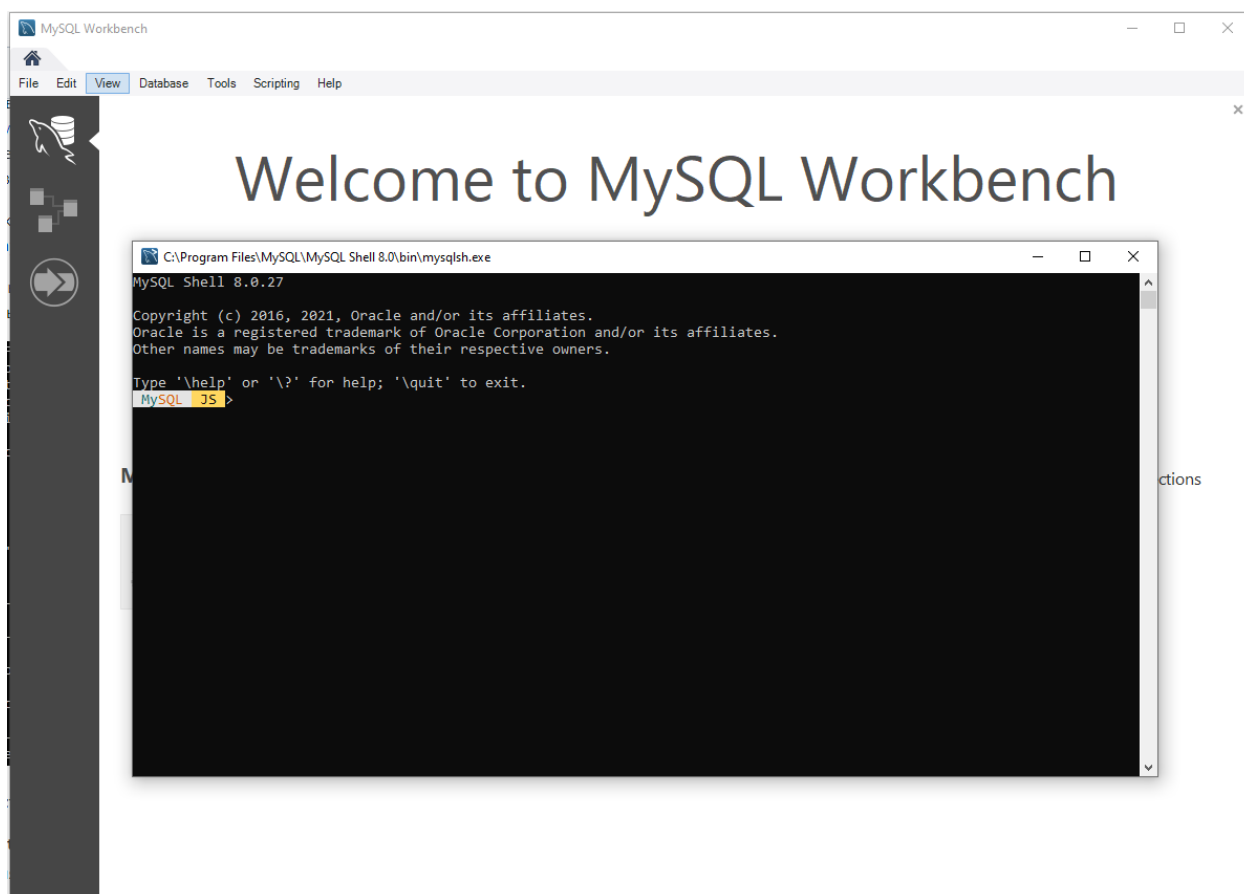 MySQL Workbench
File Edit View Database Tools Scripting Help
Welcome to MySQL Workbench
C:\Program Files\MySQL\MySQL Shell 8.0\bin\mysqlsh.exe
MySQL Shell 8.0.27
Copyright (c) 2016, 2021, Oracle and/or its affiliates.
Oracle is a registered trademark of Oracle Corporation and/or its affiliates.
Other names may be trademarks of their respective owners.
Type '\help' or '\?' for help; '\quit' to exit.
MySQL JS >
M
ctions